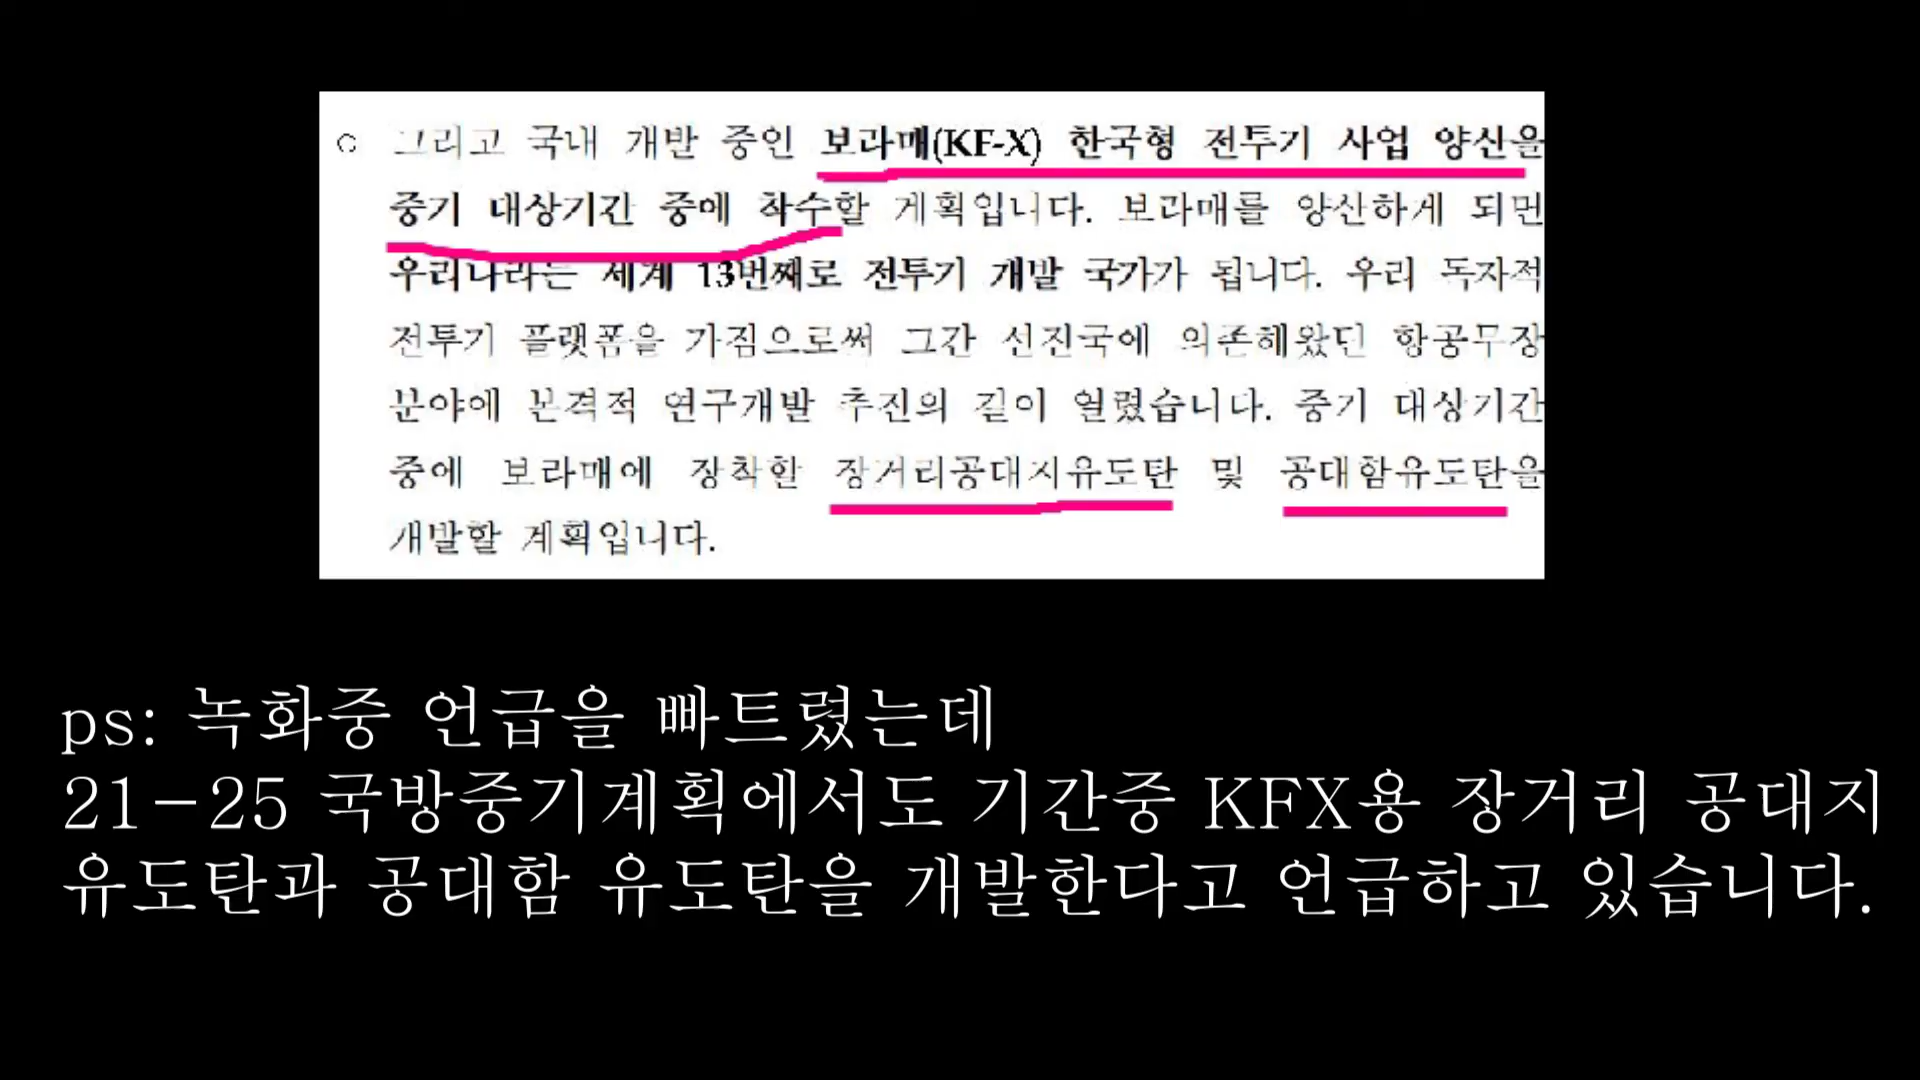 ○ 그리고 국내 개발 중인 보라매(KF-X) 한국형 전투기 사업 양산을
중기 대상기간 중에 착수할 계획입니다. 보라매를 양산하게 되면
우리나라는 세계 13번째로 전투기 개발 국가가 됩니다. 우리 독자적
전투기 플랫폼을 가짐으로써 그간 선진국에 의존해왔던 항공무장
분야에 본격적 연구개발 추진의 길이 열렸습니다. 중기 대상기간
중에 보라매에 장착할 장거리공대지유도탄 및 공대함유도탄을
개발할 계획입니다.
ps: 녹화중 언급을 빠트렸는데
21-25 국방중기계획에서도 기간중 KFX용 장거리 공대지
유도탄과 공대함 유도탄을 개발한다고 언급하고 있습니다.